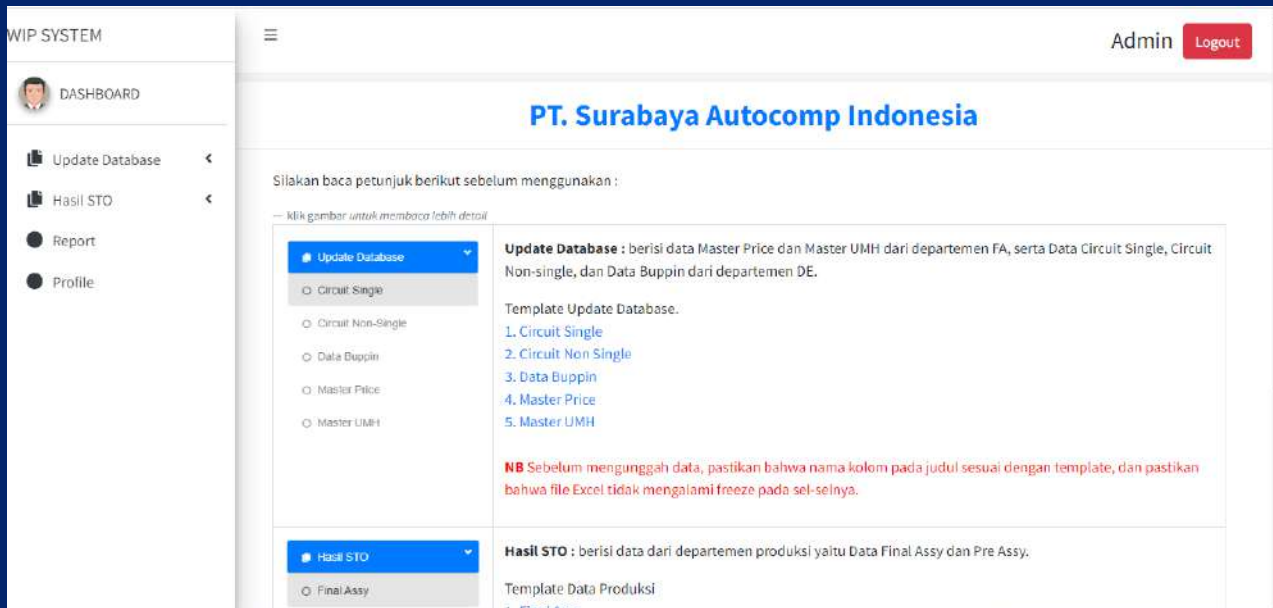 WIP SYSTEM
Admin
Logout
DASHBOARD
Update Database
Hasil STO
Report
Profile
PT. Surabaya Autocomp Indonesia
Silakan baca petunjuk berikut sebelum menggunakan :
--- klik gambar untuk membaca lebih detail
Update Database
Circuit Single
Circuit Non-Single
Data Buppin
Master Price
Master UMH
Update Database : berisi data Master Price dan Master UMH dari departemen FA, serta Data Circuit Single, Circuit
Non-single, dan Data Buppin dari departemen DE.
Template Update Database.
1. Circuit Single
2. Circuit Non Single
3. Data Buppin
4. Master Price
5. Master UMH
NB Sebelum mengunggah data, pastikan bahwa nama kolom pada judul sesuai dengan template, dan pastikan
bahwa file Excel tidak mengalami freeze pada sel-selnya.
Hasil STO
Final Assy
Hasil STO : berisi data dari departemen produksi yaitu Data Final Assy dan Pre Assy.
Template Data Produksi